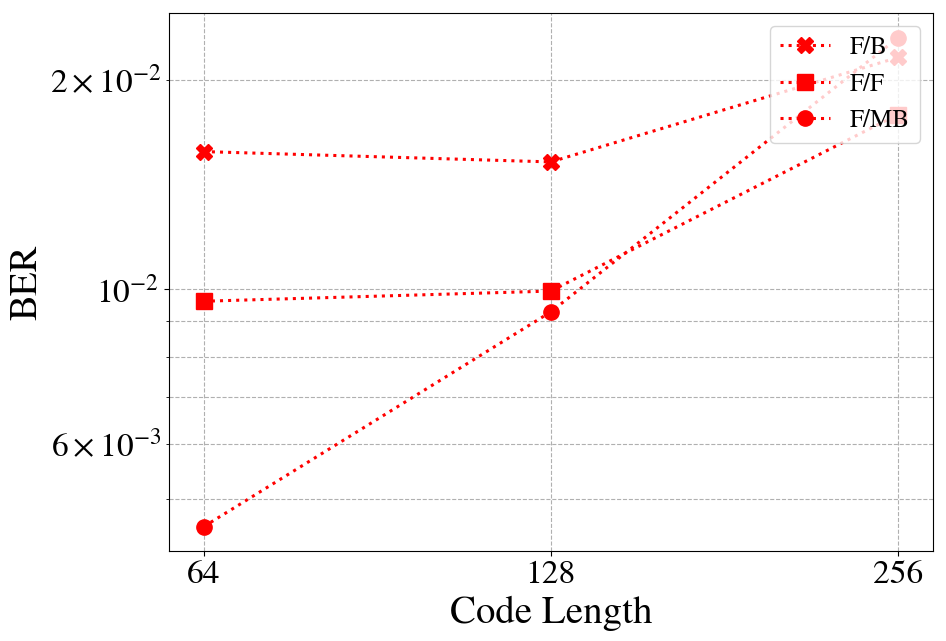 F/B
F/F
F/MB
2 × 10⁻²
10⁻²
6 × 10⁻³
BER
64 128 256
Code Length